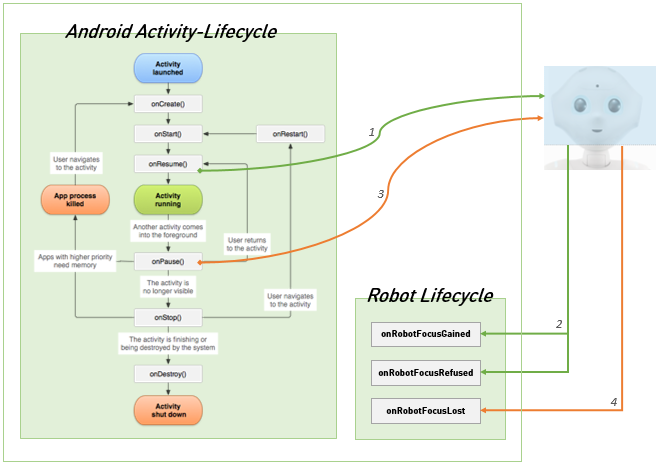 Android Activity-Lifecycle
Activity
launched
onCreate()
onStart()
onRestart()
1
User navigates
to the activity
onResume()
App process
killed
Activity
running
3
Another activity comes
into the foreground
User returns
to the activity
Apps with higher priority
need memory
onPause()
The activity is
no longer visible
User navigates
to the activity
onStop()
The activity is finishing or
being destroyed by the system
onDestroy()
Activity
shut down
Robot Lifecycle
onRobotFocusGained
2
onRobotFocusRefused
onRobotFocusLost
4